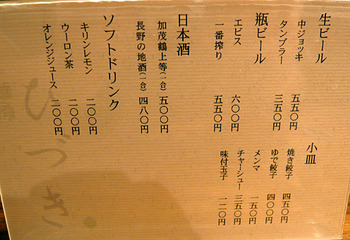 生ビール
中ジョッキ 五五〇円
タンブラー 三五〇円
瓶ビール
エビス 六〇〇円
一番搾り 五五〇円
日本酒
加茂鶴上等(一合) 五〇〇円
長野の地酒(一合) 四八〇円
ソフトドリンク
キリンレモン 二〇〇円
ウーロン茶 二〇〇円
オレンジジュース 二〇〇円
小皿
焼き餃子 四五〇円
ゆで餃子 四〇〇円
メンマ 一五〇円
チャーシュー 三五〇円
味付玉子 一二〇円
ひづき